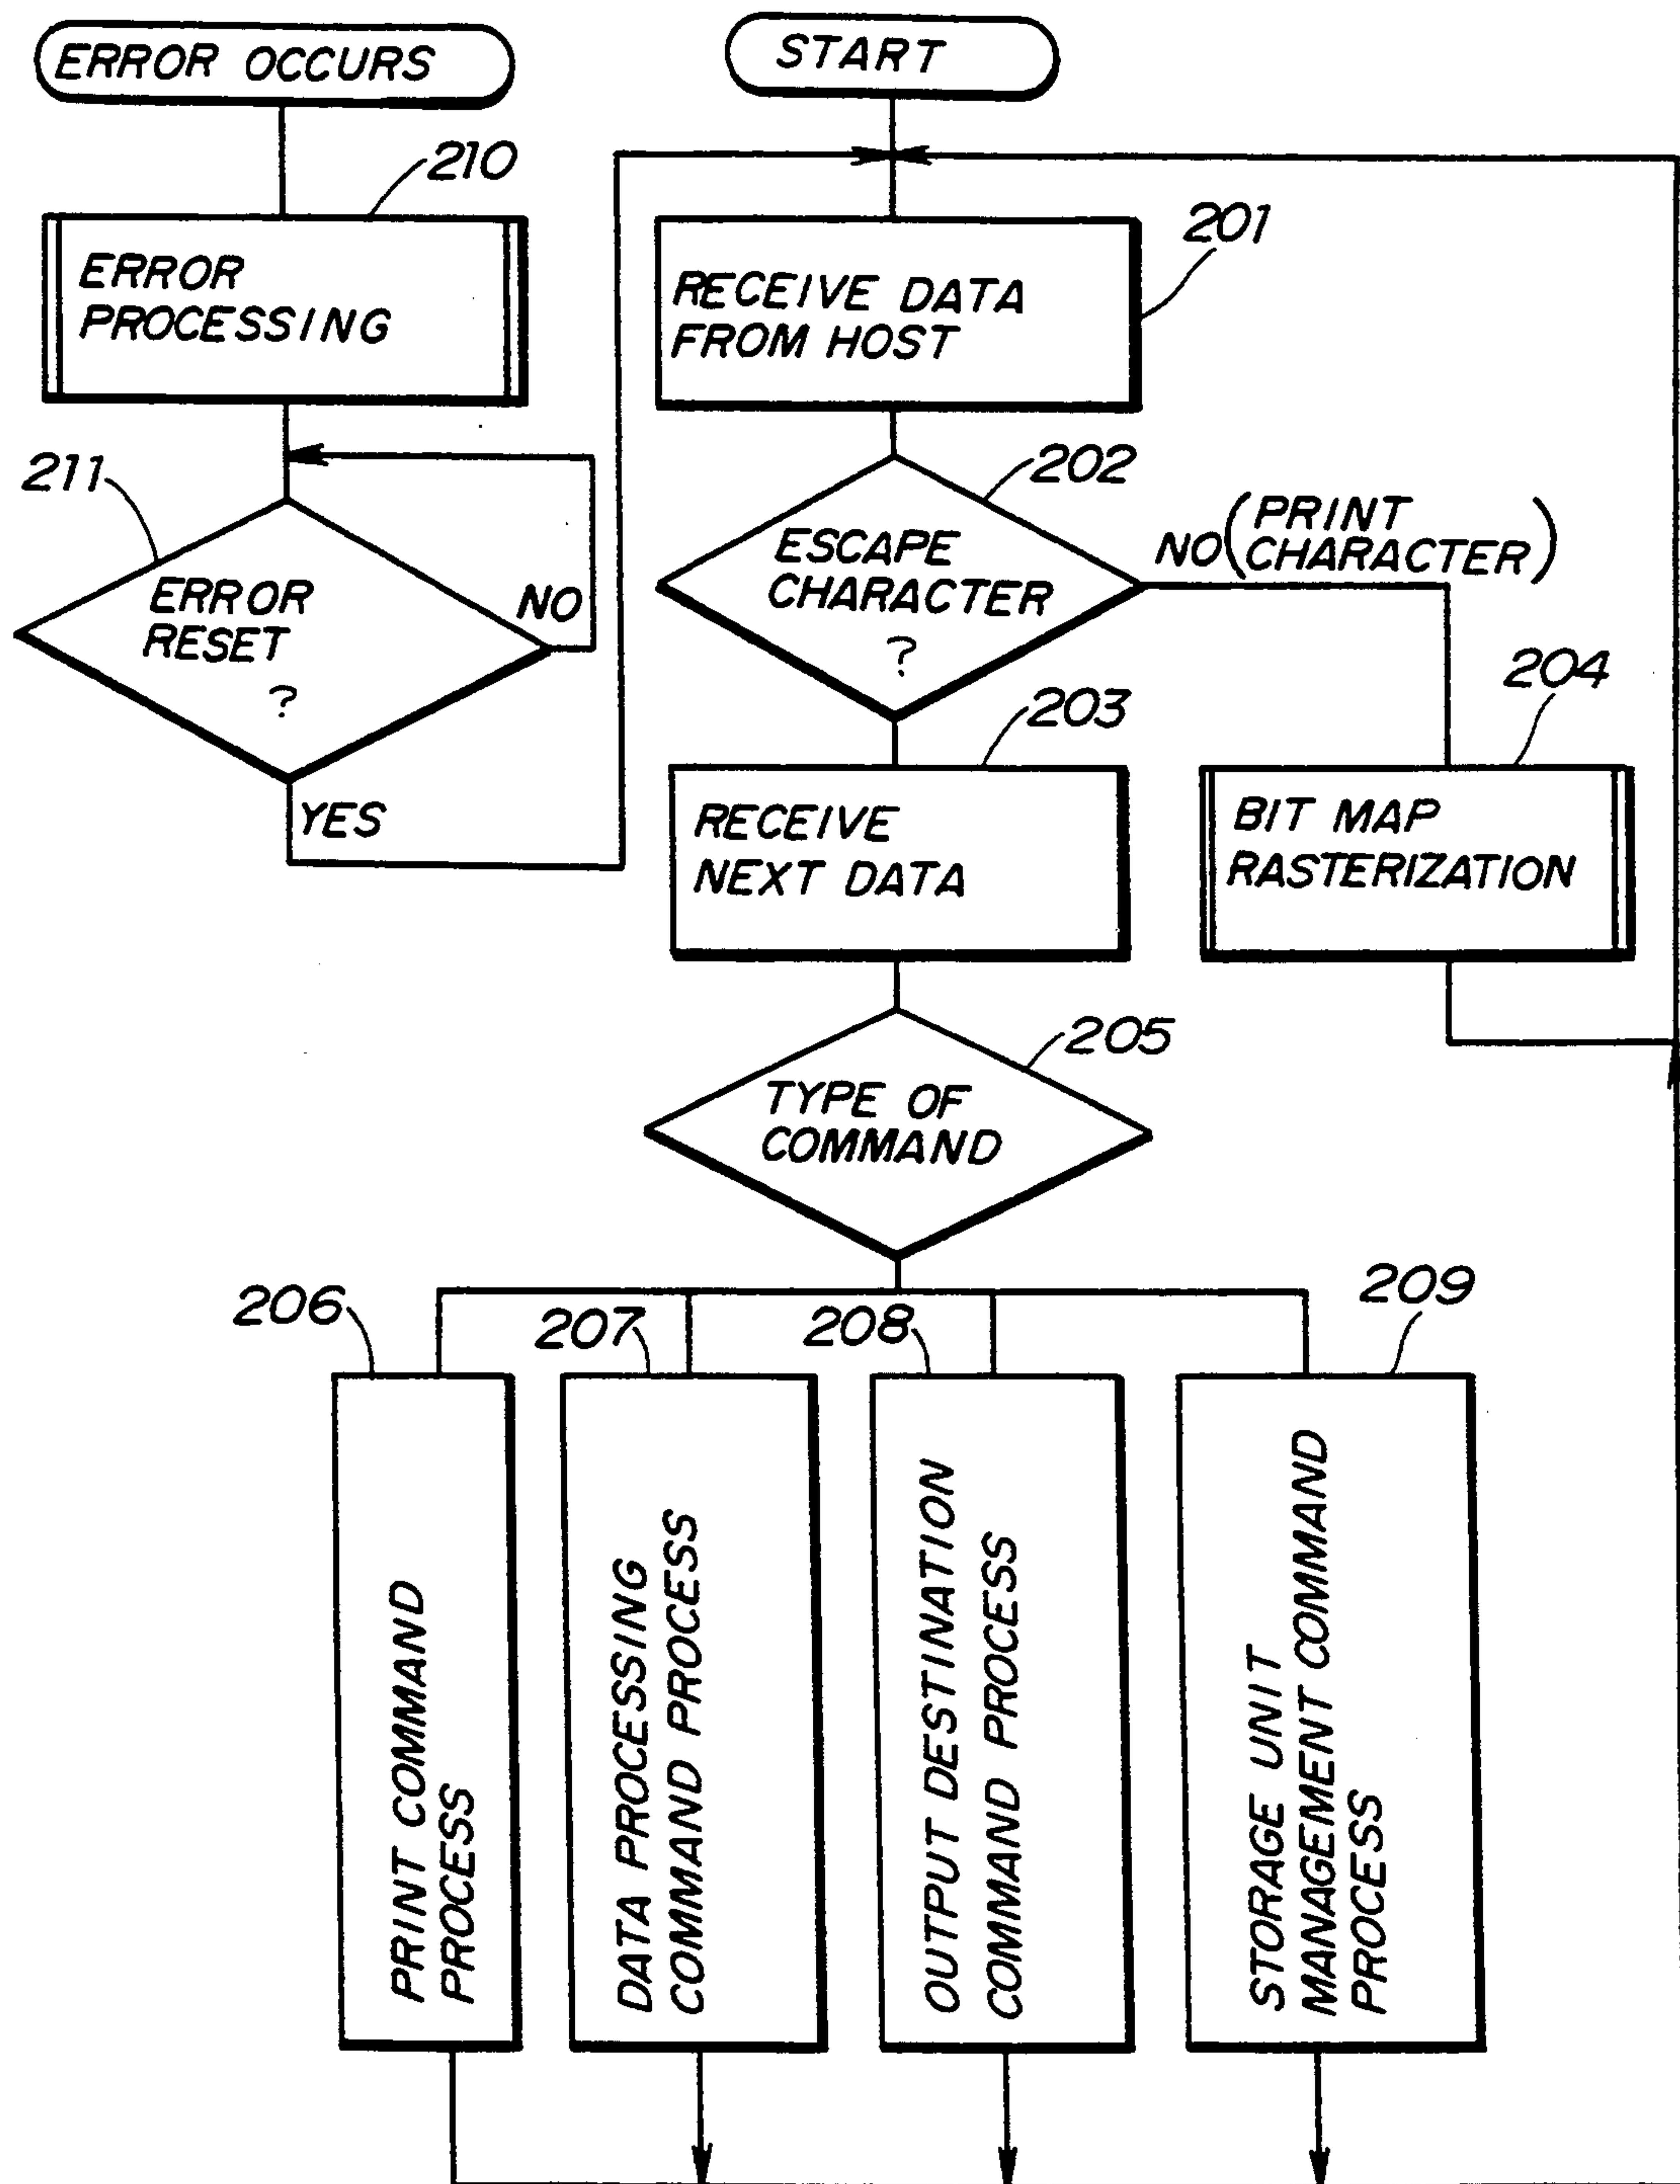 ERROR OCCURS
210
ERROR
PROCESSING
211
ERROR
RESET
?
NO
YES
START
201
RECEIVE DATA
FROM HOST
202
ESCAPE
CHARACTER
?
NO (PRINT
CHARACTER)
203
RECEIVE
NEXT DATA
204
BIT MAP
RASTERIZATION
205
TYPE OF
COMMAND
206
PRINT COMMAND
PROCESS
207
DATA PROCESSING
COMMAND PROCESS
208
OUTPUT DESTINATION
COMMAND PROCESS
209
STORAGE UNIT
MANAGEMENT COMMAND
PROCESS